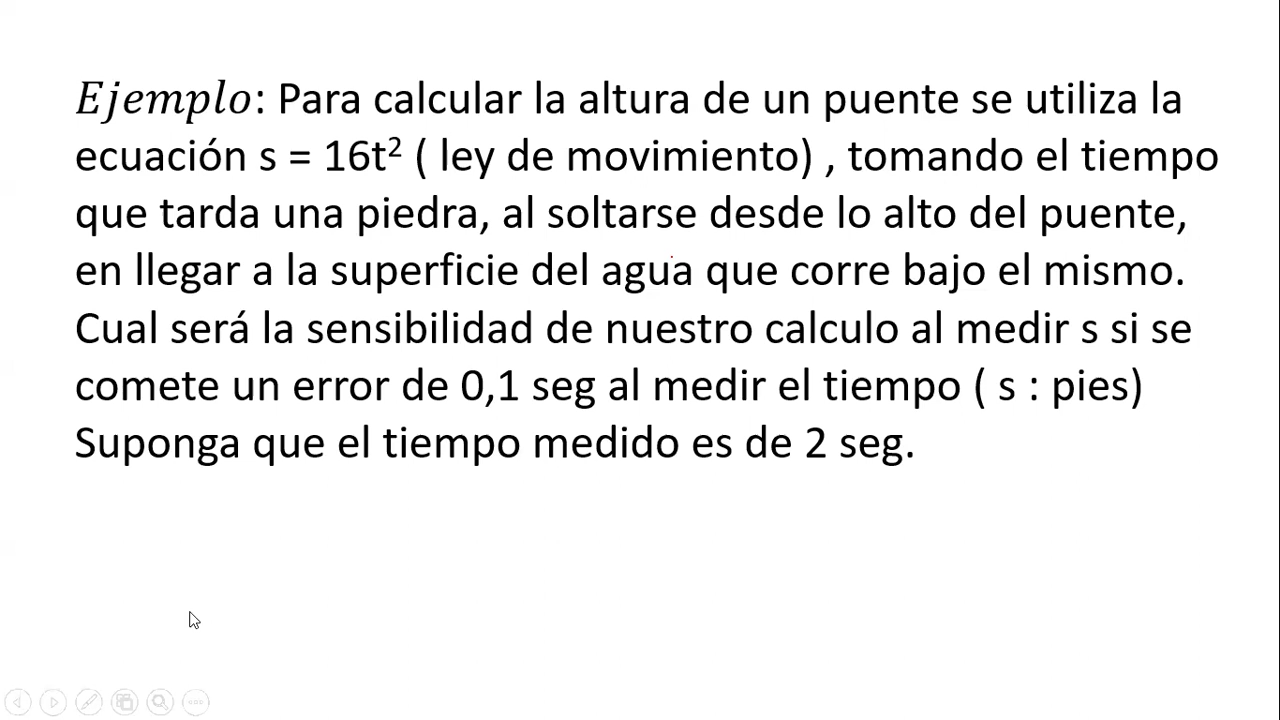 Ejemplo: Para calcular la altura de un puente se utiliza la
ecuación s = 16t² ( ley de movimiento) , tomando el tiempo
que tarda una piedra, al soltarse desde lo alto del puente,
en llegar a la superficie del agua que corre bajo el mismo.
Cual será la sensibilidad de nuestro calculo al medir s si se
comete un error de 0,1 seg al medir el tiempo ( s : pies)
Suponga que el tiempo medido es de 2 seg.